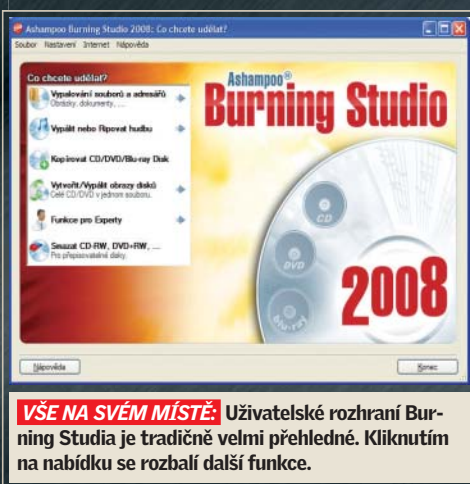 Ashampoo Burning Studio 2008: Co chcete udělat?
Soubor Nastavení Internet Nápověda
Co chcete udělat?
Vypalování souborů a adresářů
Obrázky, dokumenty, ...
Vypálit nebo Ripovat hudbu
Kopírovat CD/DVD/Blu-ray Disk
Vytvořit/Vypálit obrazy disků
Celé CD/DVD v jednom souboru.
Funkce pro Experty
Smazat CD-RW, DVD+RW, ...
Pro přepisovatelné disky.
Ashampoo®
Burning Studio
CD
DVD
blu-ray
2008
Nápověda
Konec
VŠE NA SVÉM MÍSTĚ: Uživatelské rozhraní Bur-
ning Studia je tradičně velmi přehledné. Kliknutím
na nabídku se rozbalí další funkce.